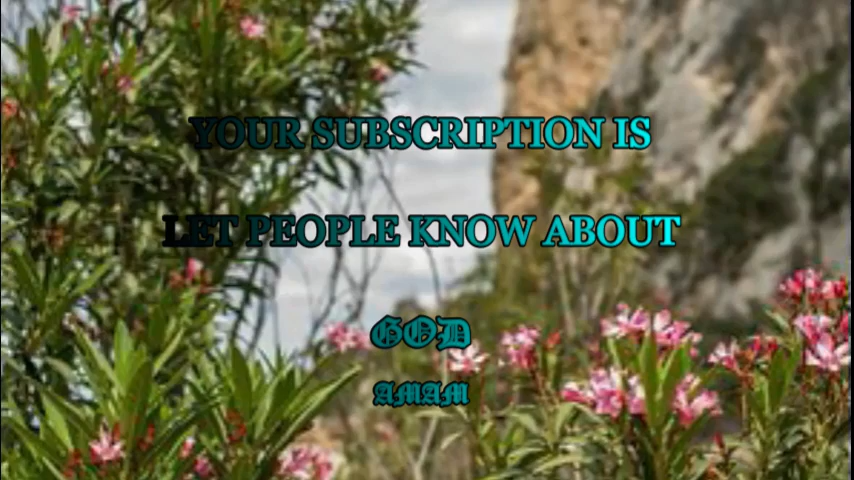 YOUR SUBSCRIPTION IS
LET PEOPLE KNOW ABOUT
GOD
AMAM